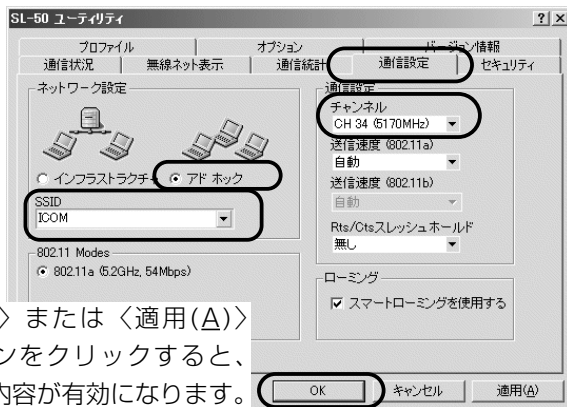 SL-50 ユーティリティ
プロファイル オプション バージョン情報
通信状況 無線ネット表示 通信統計 通信設定 セキュリティ
ネットワーク設定
インフラストラクチャ アド ホック
SSID
ICOM
802.11 Modes
802.11a (5.2GHz, 54Mbps)
通信設定
チャンネル
CH 34 (5170MHz)
送信速度 (802.11a)
自動
送信速度 (802.11b)
自動
Rts/Ctsスレッショホールド
無し
ローミング
スマートローミングを使用する
〉または〈適用(A)〉
ンをクリックすると、
内容が有効になります。
OK キャンセル 適用(A)